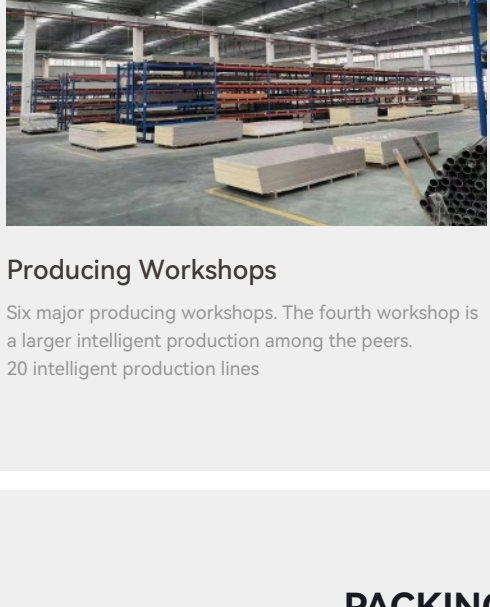 Producing Workshops
Six major producing workshops. The fourth workshop is
a larger intelligent production among the peers.
20 intelligent production lines